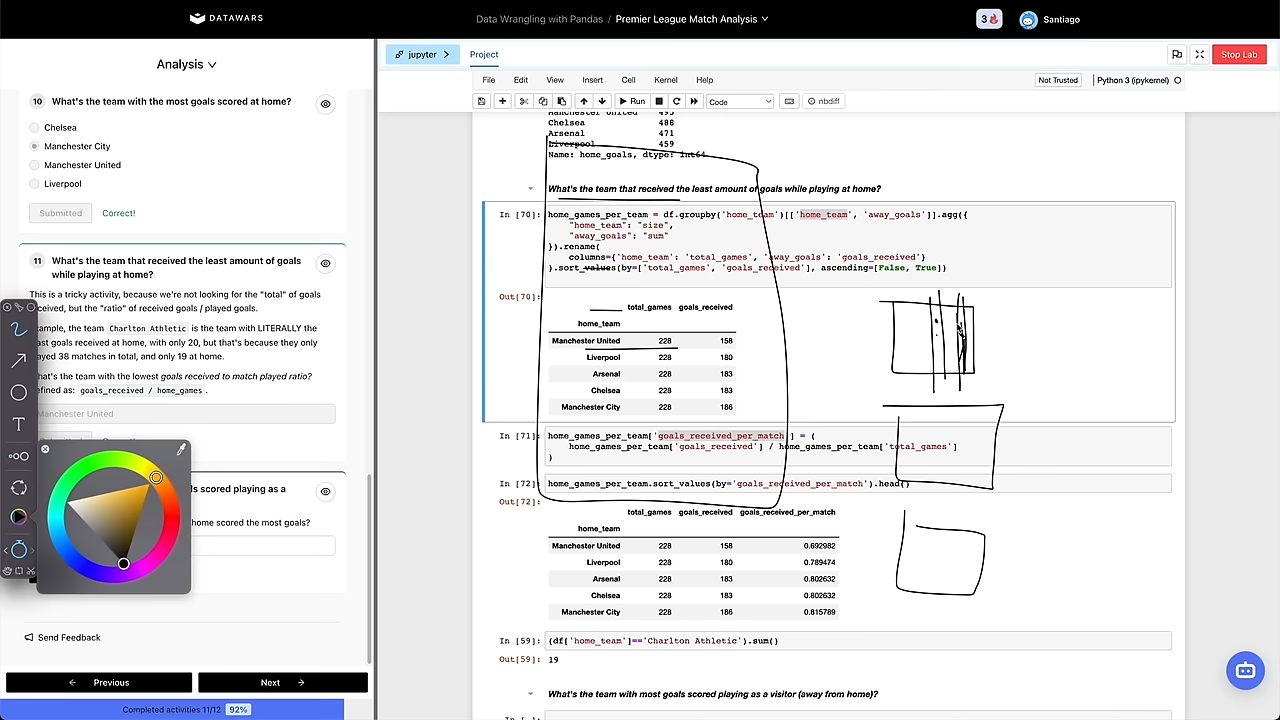 DATAWARS
Data Wrangling with Pandas / Premier League Match Analysis
3
Santiago
Analysis
10 What's the team with the most goals scored at home?
Chelsea
Manchester City
Manchester United
Liverpool
Submitted
Correct!
11 What's the team that received the least amount of goals
while playing at home?
This is a tricky activity, because we're not looking for the "total" of goals
ceived, but the "ratio" of received goals / played goals.
ample, the team Charlton Athletic is the team with LITERALLY the
st goals received at home, with only 20, but that's because they only
ayed 38 matches in total, and only 19 at home.
hat's the team with the lowest goals received to match played ratio?
efined as: goals_received / home_games .
Manchester United
ls scored playing as a
home scored the most goals?
Send Feedback
Previous
Next
Completed activities 11/12 92%
jupyter
Project
Stop Lab
File Edit View Insert Cell Kernel Help
Not Trusted
Python 3 (ipykernel)
Run
Code
nbdiff
Manchester United 495
Chelsea 488
Arsenal 471
Liverpool 459
Name: home_goals, dtype: int64
What's the team that received the least amount of goals while playing at home?
In [70]: home_games_per_team = df.groupby('home_team')[['home_team', 'away_goals']].agg({
"home_team": "size",
"away_goals": "sum"
}).rename(
columns={'home_team': 'total_games', 'away_goals': 'goals_received'}
).sort_values(by=['total_games', 'goals_received'], ascending=[False, True])
Out[70]:
total_games goals_received
home_team
Manchester United 228 158
Liverpool 228 180
Arsenal 228 183
Chelsea 228 183
Manchester City 228 186
In [71]: home_games_per_team['goals_received_per_match'] = (
home_games_per_team['goals_received'] / home_games_per_team['total_games']
)
In [72]: home_games_per_team.sort_values(by='goals_received_per_match').head()
Out[72]:
total_games goals_received goals_received_per_match
home_team
Manchester United 228 158 0.692982
Liverpool 228 180 0.789474
Arsenal 228 183 0.802632
Chelsea 228 183 0.802632
Manchester City 228 186 0.815789
In [59]: (df['home_team']=='Charlton Athletic').sum()
Out[59]: 19
What's the team with most goals scored playing as a visitor (away from home)?